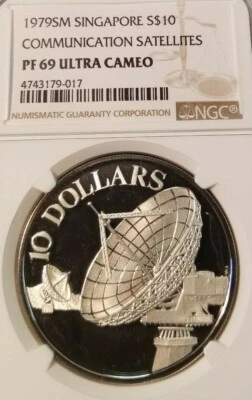 1979SM SINGAPORE S$10
COMMUNICATION SATELLITES
PF 69 ULTRA CAMEO
4743179-017
NUMISMATIC GUARANTY CORPORATION
NGC
10 DOLLARS